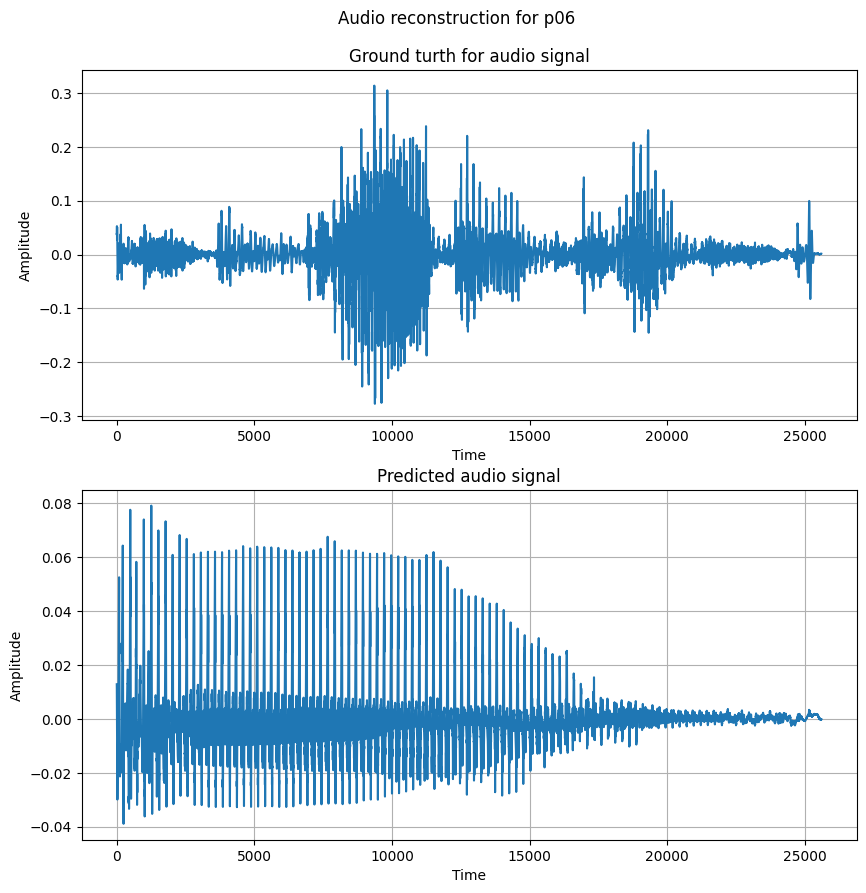 Audio reconstruction for p06
Ground turth for audio signal
0.3
0.2
0.1
0.0
−0.1
−0.2
−0.3
Amplitude
0 5000 10000 15000 20000 25000
Time
Predicted audio signal
0.08
0.06
0.04
0.02
0.00
−0.02
−0.04
Amplitude
0 5000 10000 15000 20000 25000
Time